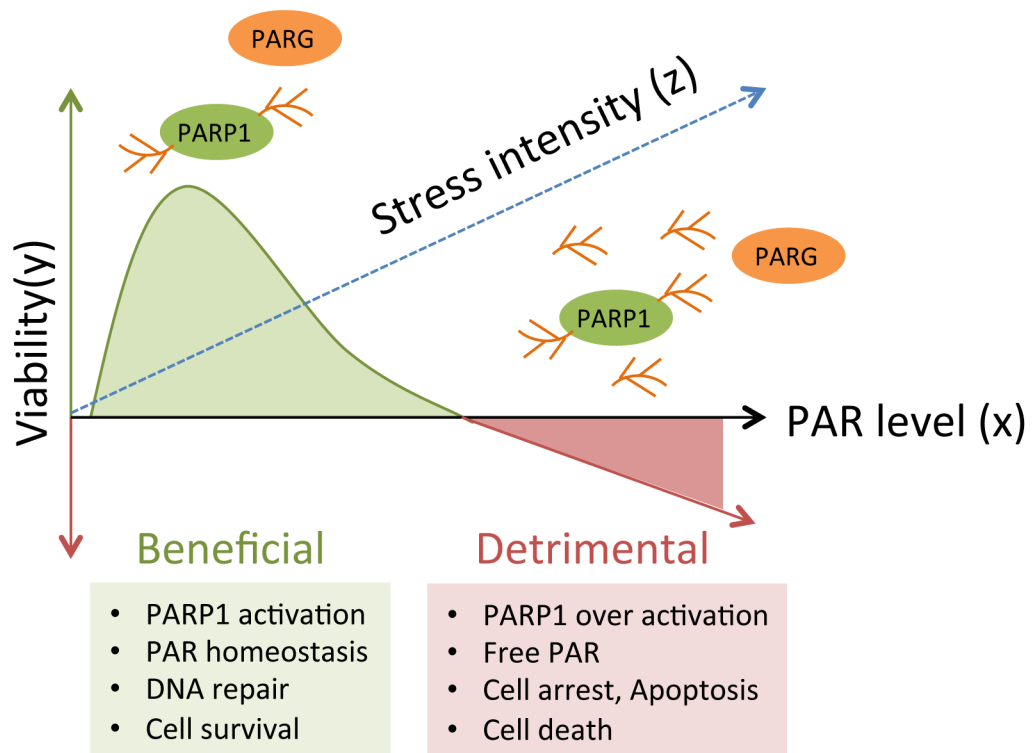 PARG
PARP1
Stress intensity (z)
Viability(y)
PARG
PARP1
PAR level (x)
Beneficial
• PARP1 activation
• PAR homeostasis
• DNA repair
• Cell survival
Detrimental
• PARP1 over activation
• Free PAR
• Cell arrest, Apoptosis
• Cell death